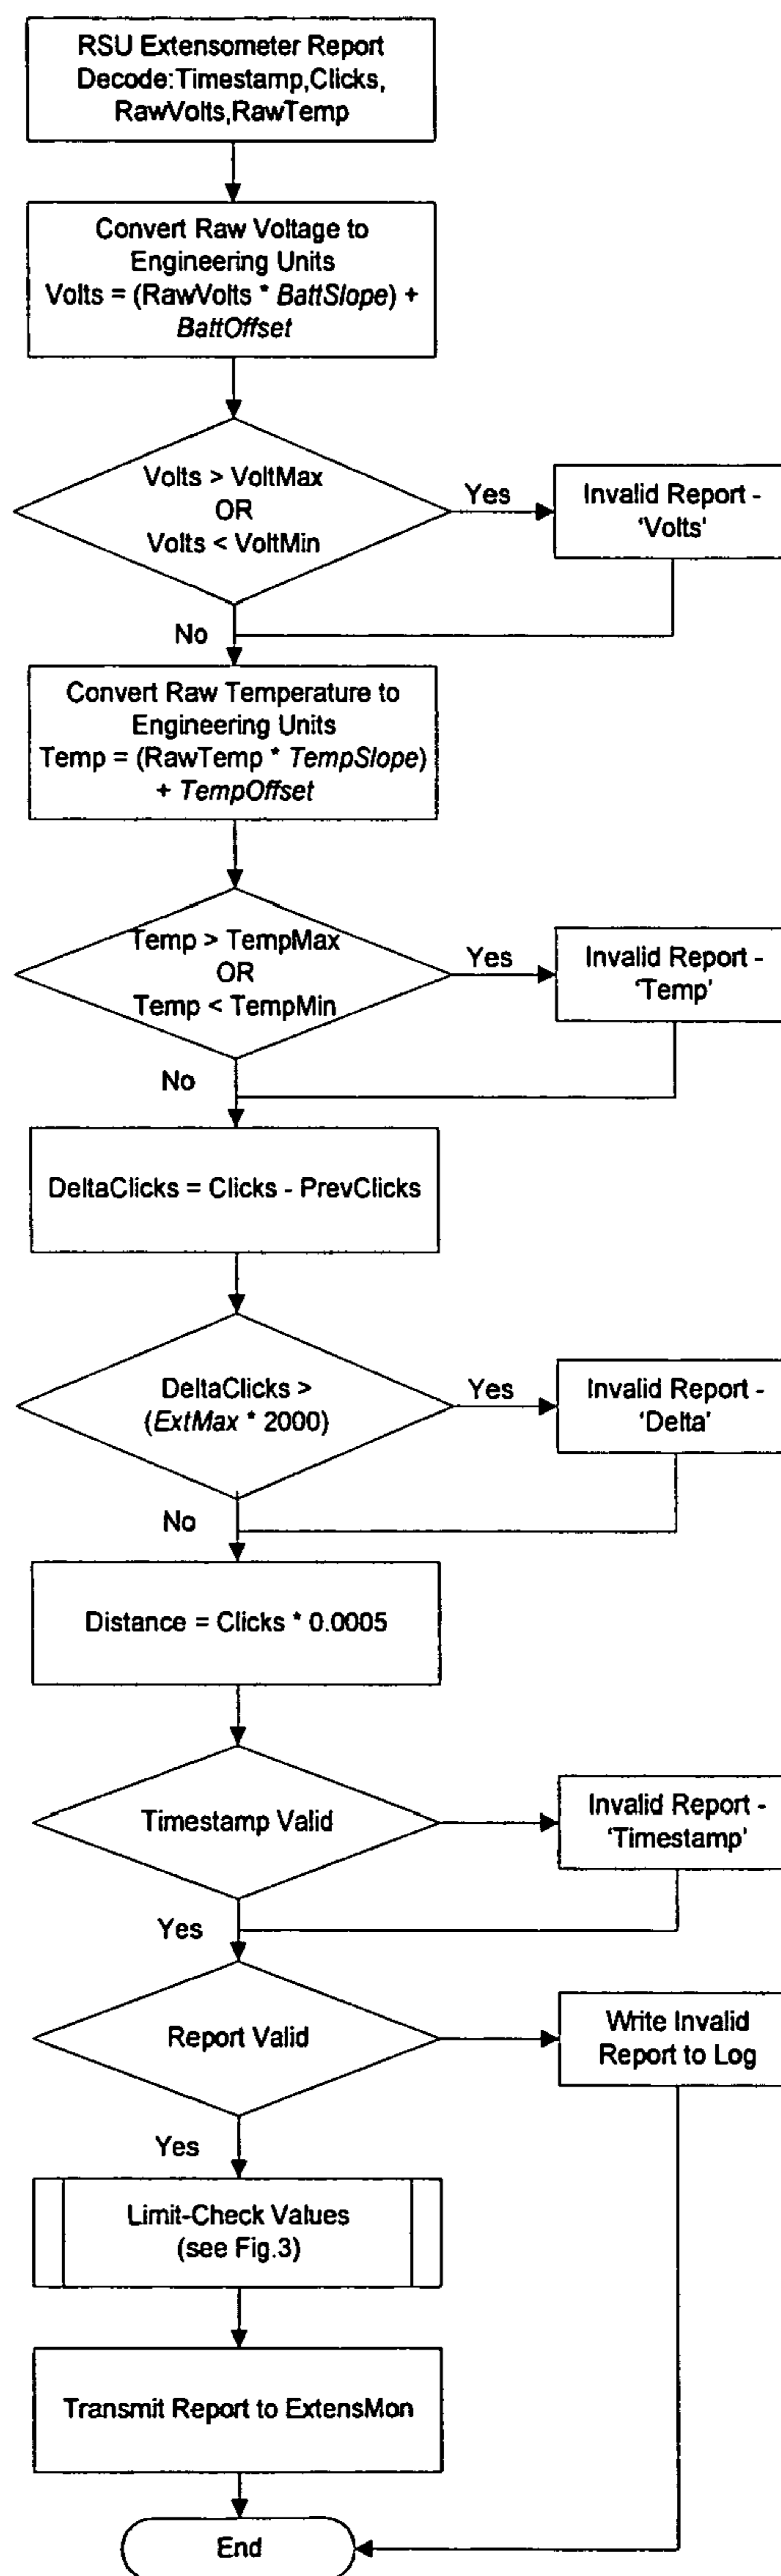 RSU Extensometer Report
Decode:Timestamp,Clicks,
RawVolts,RawTemp
Convert Raw Voltage to
Engineering Units
Volts = (RawVolts * BattSlope) +
BattOffset
Volts > VoltMax
OR
Volts < VoltMin
Yes
Invalid Report -
'Volts'
No
Convert Raw Temperature to
Engineering Units
Temp = (RawTemp * TempSlope)
+ TempOffset
Temp > TempMax
OR
Temp < TempMin
Yes
Invalid Report -
'Temp'
No
DeltaClicks = Clicks - PrevClicks
DeltaClicks >
(ExtMax * 2000)
Yes
Invalid Report -
'Delta'
No
Distance = Clicks * 0.0005
Timestamp Valid
Invalid Report -
'Timestamp'
Yes
Report Valid
Write Invalid
Report to Log
Yes
Limit-Check Values
(see Fig.3)
Transmit Report to ExtensMon
End